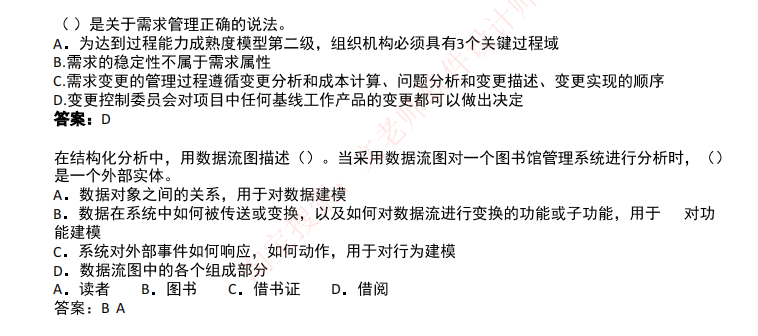 （ ）是关于需求管理正确的说法。
A．为达到过程能力成熟度模型第二级，组织机构必须具有3个关键过程域
B.需求的稳定性不属于需求属性
C.需求变更的管理过程遵循变更分析和成本计算、问题分析和变更描述、变更实现的顺序
D.变更控制委员会对项目中任何基线工作产品的变更都可以做出决定
答案：D
在结构化分析中，用数据流图描述（）。当采用数据流图对一个图书馆管理系统进行分析时，（）
是一个外部实体。
A．数据对象之间的关系，用于对数据建模
B．数据在系统中如何被传送或变换，以及如何对数据流进行变换的功能或子功能，用于 对功
能建模
C．系统对外部事件如何响应，如何动作，用于对行为建模
D．数据流图中的各个组成部分
A．读者 B．图书 C．借书证 D．借阅
答案：B A